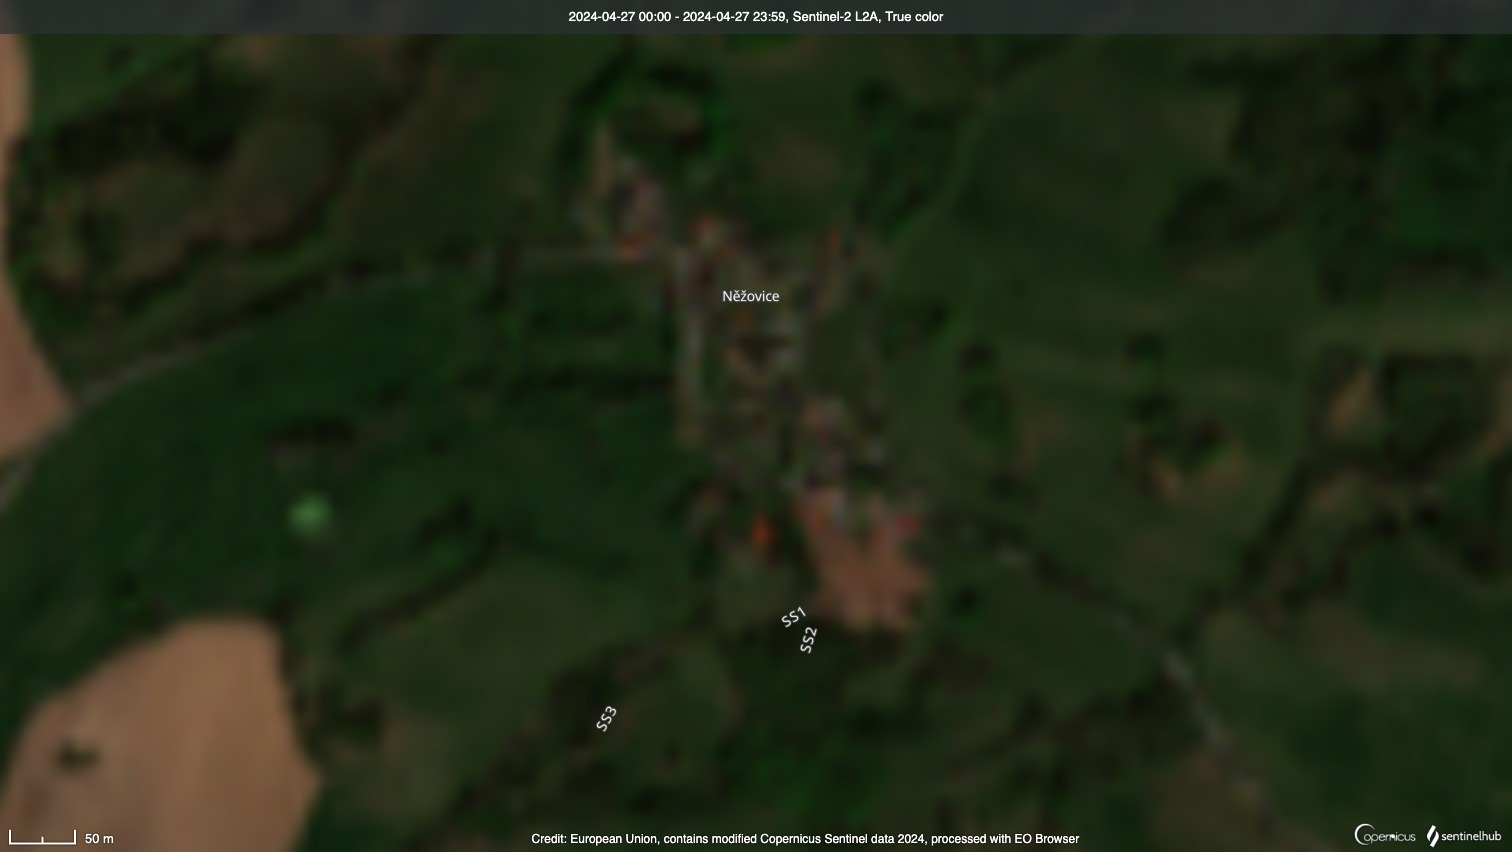 2024-04-27 00:00 - 2024-04-27 23:59, Sentinel-2 L2A, True color
Něžovice
SS1
SS2
SS3
50 m
Credit: European Union, contains modified Copernicus Sentinel data 2024, processed with EO Browser
opernicus
sentinelhub